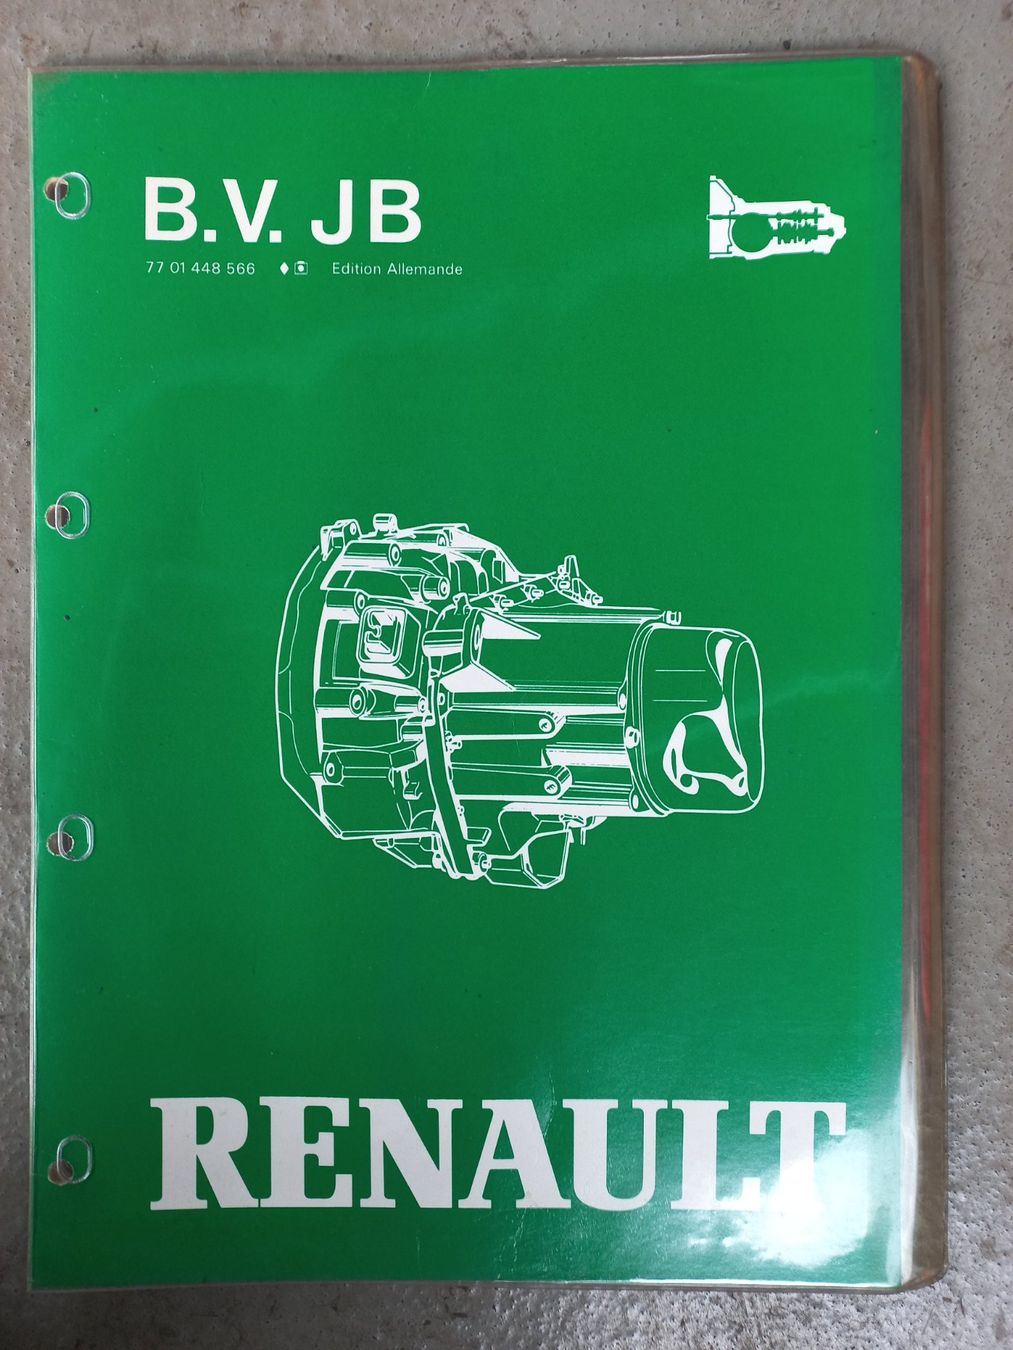 B.V. JB
77 01 448 566 Edition Allemande
RENAULT